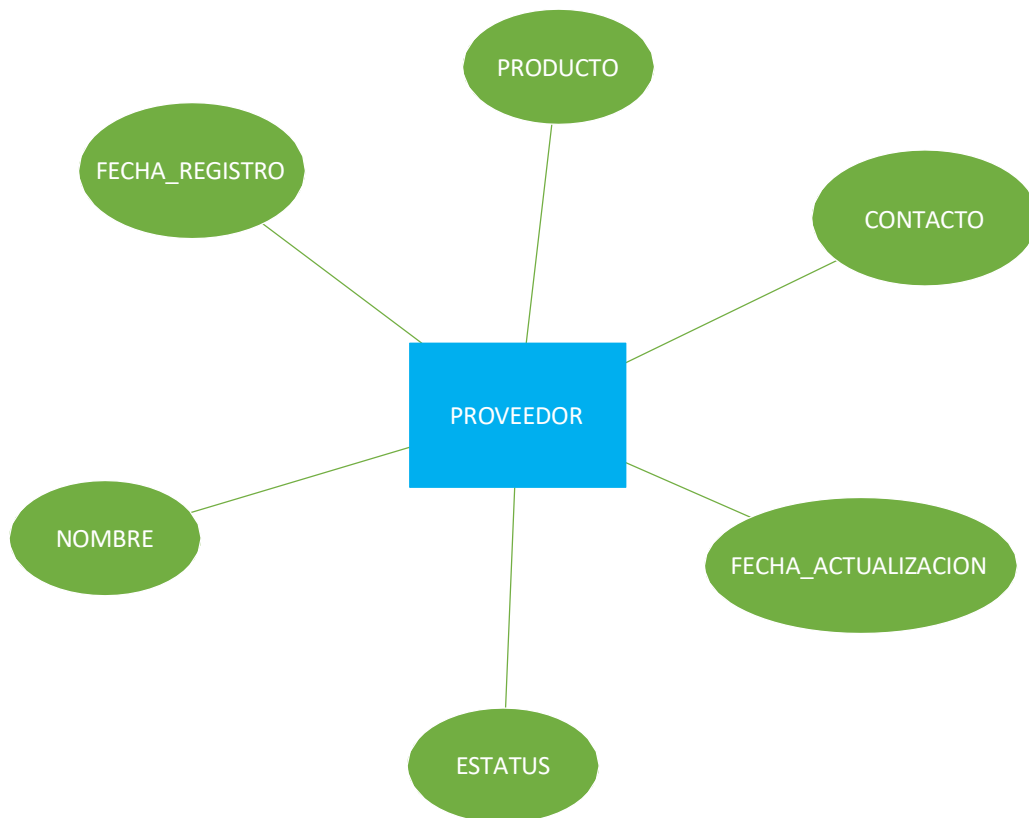 PRODUCTO
FECHA_REGISTRO
CONTACTO
PROVEEDOR
NOMBRE
FECHA_ACTUALIZACION
ESTATUS